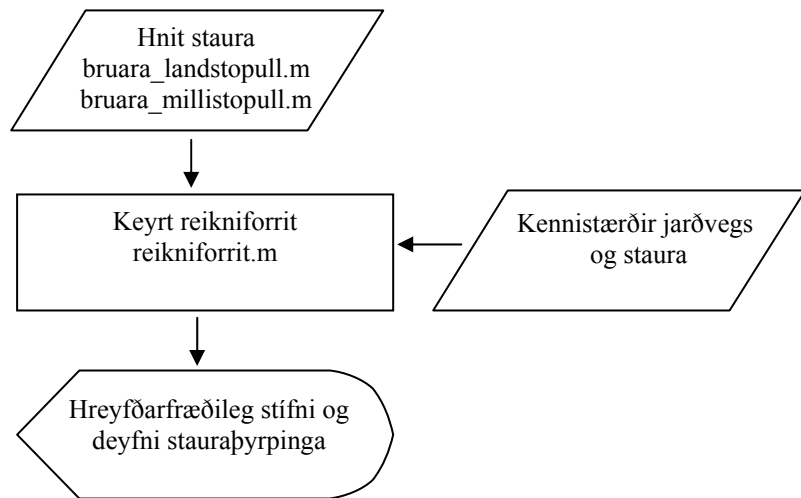 Hnit staura
bruara_landstopull.m
bruara_millistopull.m
Keyrt reikniforrit
reikniforrit.m
Kennistærðir jarðvegs
og staura
Hreyfðarfræðileg stífni og
deyfni stauraþyrpinga